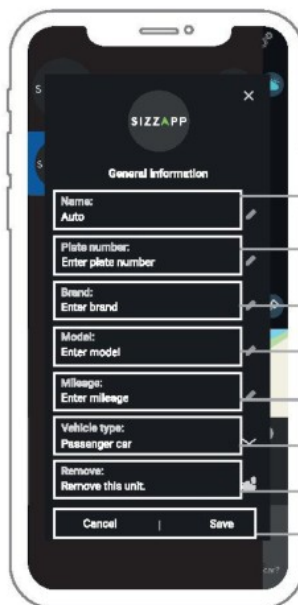 SIZZAPP
General information
Name:
Auto
Plate number:
Enter plate number
Brand:
Enter brand
Model:
Enter model
Mileage:
Enter mileage
Vehicle type:
Passenger car
Remove:
Remove this unit.
Cancel | Save
car?